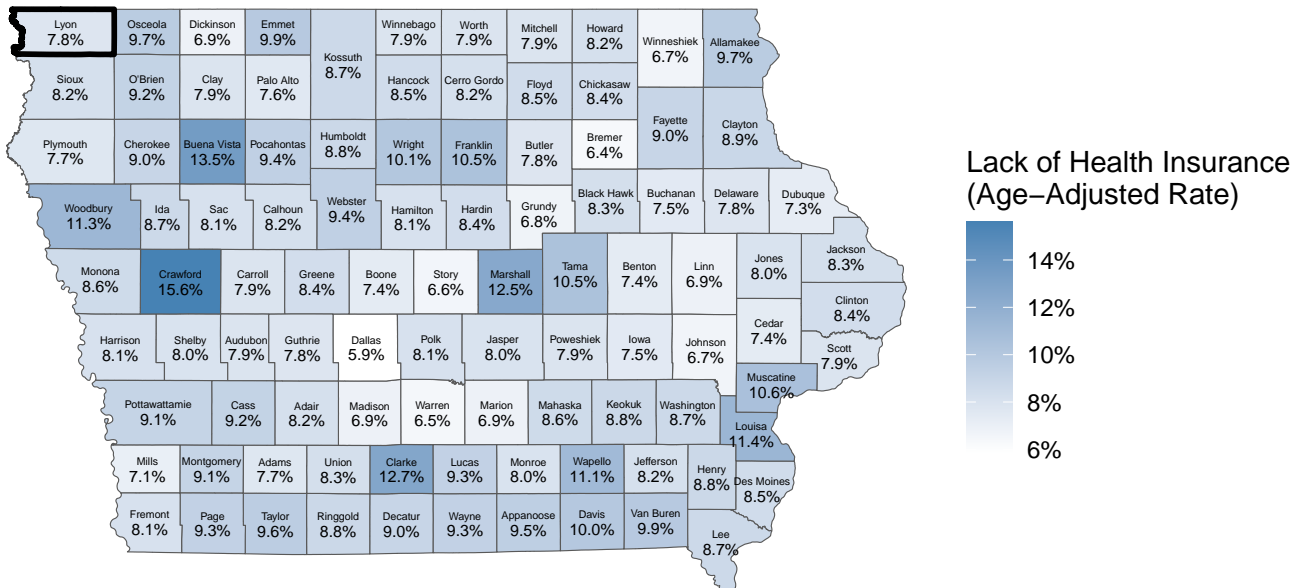 Lyon
7.8%
Osceola
9.7%
Dickinson
6.9%
Emmet
9.9%
Kossuth
8.7%
Winnebago
7.9%
Worth
7.9%
Mitchell
7.9%
Howard
8.2%
Winneshiek
6.7%
Allamakee
9.7%
Sioux
8.2%
O'Brien
9.2%
Clay
7.9%
Palo Alto
7.6%
Hancock
8.5%
Cerro Gordo
8.2%
Floyd
8.5%
Chickasaw
8.4%
Fayette
9.0%
Clayton
8.9%
Plymouth
7.7%
Cherokee
9.0%
Buena Vista
13.5%
Pocahontas
9.4%
Humboldt
8.8%
Wright
10.1%
Franklin
10.5%
Butler
7.8%
Bremer
6.4%
Woodbury
11.3%
Ida
8.7%
Sac
8.1%
Calhoun
8.2%
Webster
9.4%
Hamilton
8.1%
Hardin
8.4%
Grundy
6.8%
Black Hawk
8.3%
Buchanan
7.5%
Delaware
7.8%
Dubuque
7.3%
Monona
8.6%
Crawford
15.6%
Carroll
7.9%
Greene
8.4%
Boone
7.4%
Story
6.6%
Marshall
12.5%
Tama
10.5%
Benton
7.4%
Linn
6.9%
Jones
8.0%
Jackson
8.3%
Clinton
8.4%
Harrison
8.1%
Shelby
8.0%
Audubon
7.9%
Guthrie
7.8%
Dallas
5.9%
Polk
8.1%
Jasper
8.0%
Poweshiek
7.9%
Iowa
7.5%
Johnson
6.7%
Cedar
7.4%
Scott
7.9%
Muscatine
10.6%
Pottawattamie
9.1%
Cass
9.2%
Adair
8.2%
Madison
6.9%
Warren
6.5%
Marion
6.9%
Mahaska
8.6%
Keokuk
8.8%
Washington
8.7%
Louisa
11.4%
Mills
7.1%
Montgomery
9.1%
Adams
7.7%
Union
8.3%
Clarke
12.7%
Lucas
9.3%
Monroe
8.0%
Wapello
11.1%
Jefferson
8.2%
Henry
8.8%
Des Moines
8.5%
Fremont
8.1%
Page
9.3%
Taylor
9.6%
Ringgold
8.8%
Decatur
9.0%
Wayne
9.3%
Appanoose
9.5%
Davis
10.0%
Van Buren
9.9%
Lee
8.7%
Lack of Health Insurance
(Age−Adjusted Rate)
14%
12%
10%
8%
6%